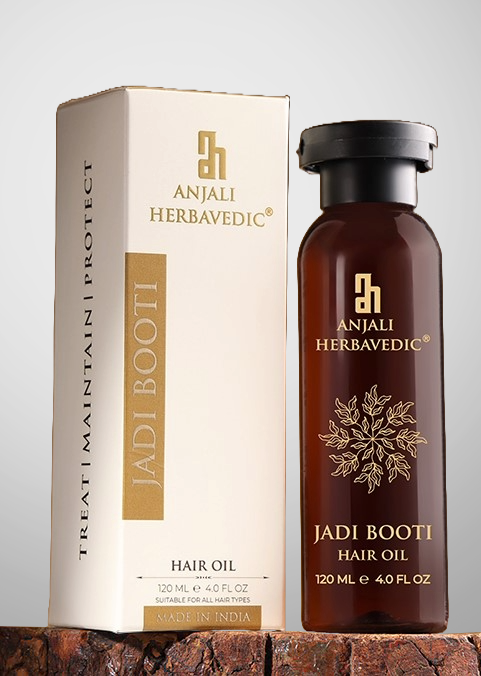 TREAT | MAINTAIN | PROTECT
ANJALI
HERBAVEDIC®
JADI BOOTI
HAIR OIL
120 ML ℮ 4.0 FL OZ
SUITABLE FOR ALL HAIR TYPES
MADE IN INDIA
ANJALI
HERBAVEDIC®
JADI BOOTI
HAIR OIL
120 ML ℮ 4.0 FL OZ